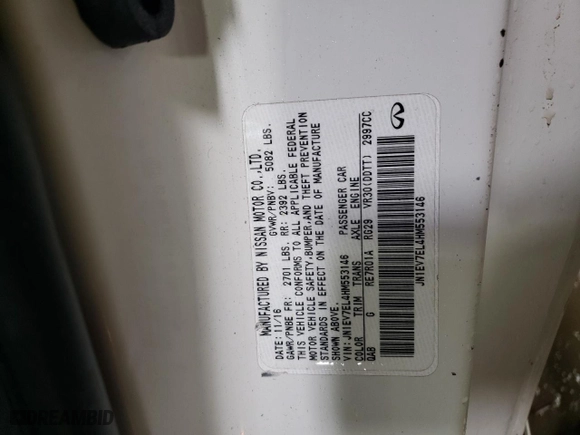 MANUFACTURED BY NISSAN MOTOR CO.,LTD.
DATE:11/16 GVWR/PNBV: 5082 LBS.
GAWR/PNBE FR: 2701 LBS. RR: 2392 LBS.
THIS VEHICLE CONFORMS TO ALL APPLICABLE FEDERAL
MOTOR VEHICLE SAFETY,BUMPER,AND THEFT PREVENTION
STANDARDS IN EFFECT ON THE DATE OF MANUFACTURE
SHOWN ABOVE.
VIN:JN1EV7EL4HM553146 PASSENGER CAR
COLOR TRIM TRANS AXLE ENGINE
QAB G RE7R01A RG29 VR30(DDTT) 2997CC
JN1EV7EL4HM553146
DREAMBID